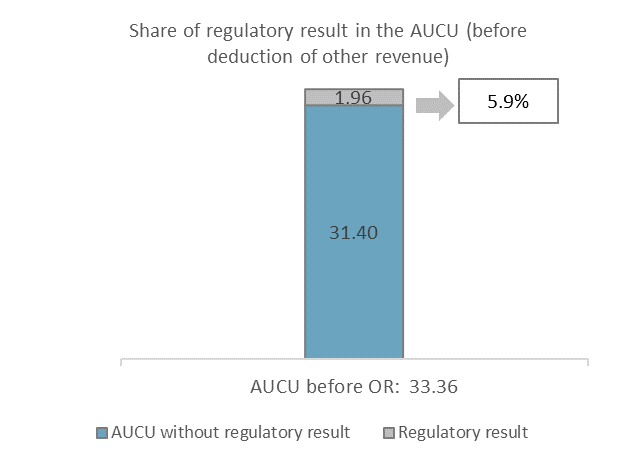 Share of regulatory result in the AUCU (before
deduction of other revenue)
1.96
5.9%
31.40
AUCU before OR:  33.36
AUCU without regulatory result
Regulatory result